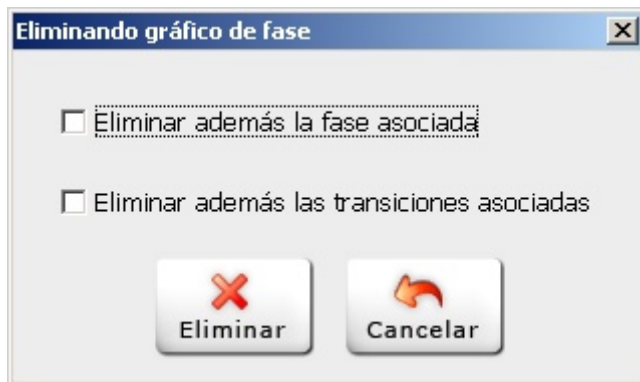 Eliminando gráfico de fase
Eliminar además la fase asociada
Eliminar además las transiciones asociadas
Eliminar
Cancelar